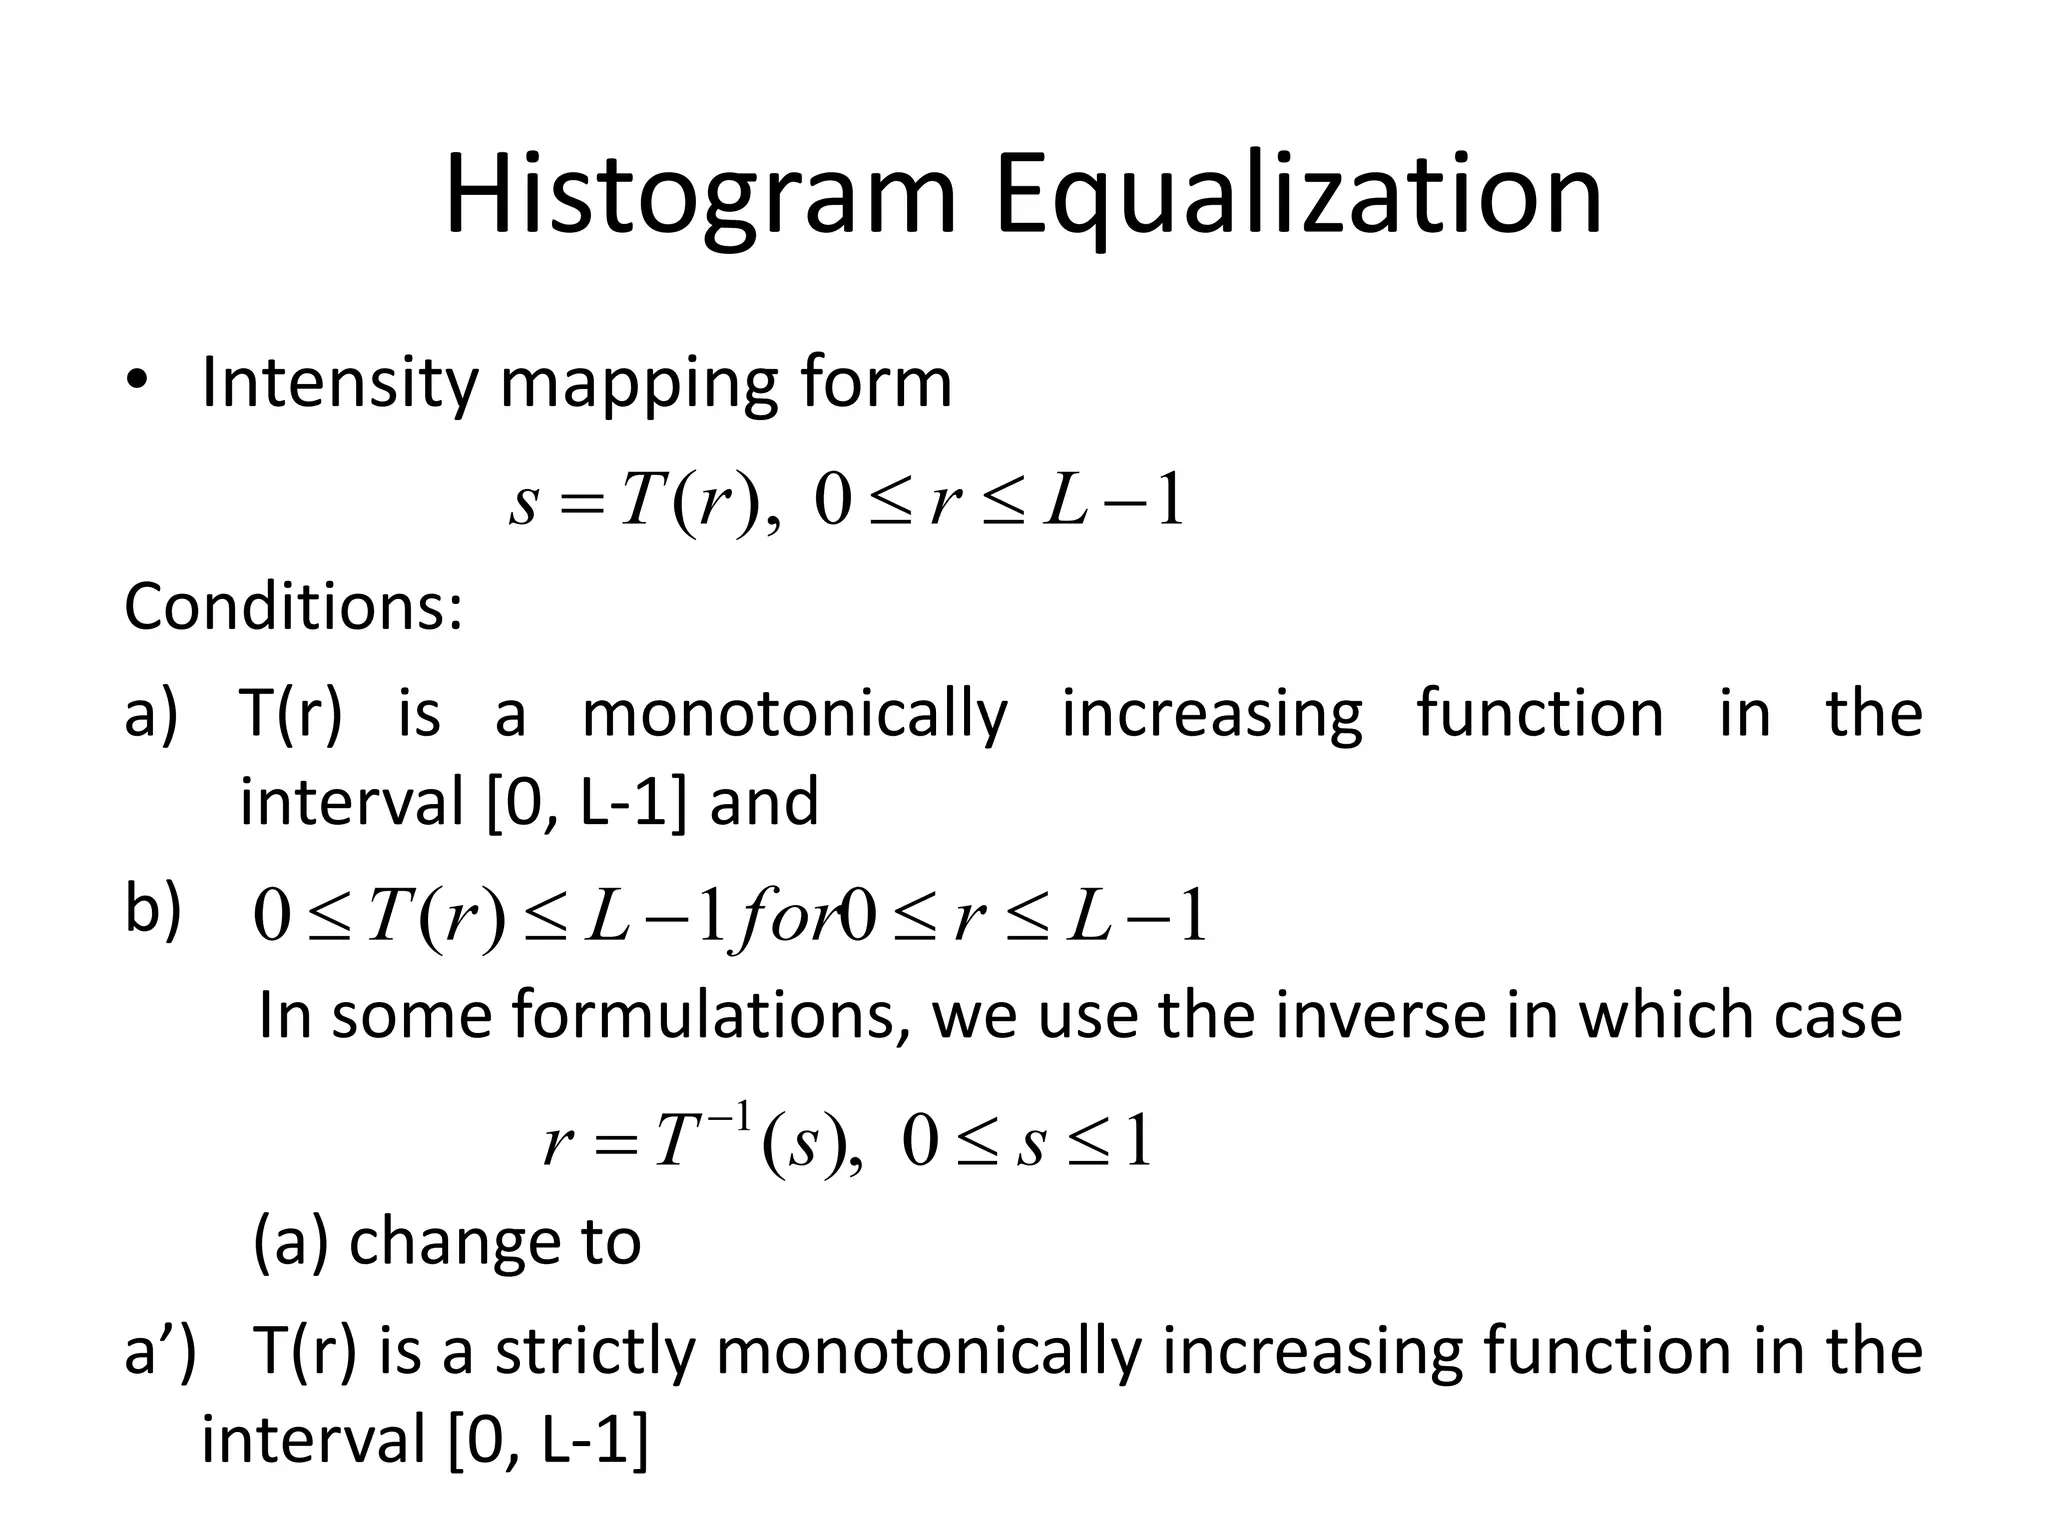 Histogram Equalization
• Intensity mapping form
s = T(r), 0 ≤ r ≤ L −1
Conditions:
a) T(r) is a monotonically increasing function in the
interval [0, L-1] and
b) 0 ≤ T(r) ≤ L −1 for 0 ≤ r ≤ L −1
In some formulations, we use the inverse in which case
r = T⁻¹(s), 0 ≤ s ≤ 1
(a) change to
a’) T(r) is a strictly monotonically increasing function in the
interval [0, L-1]